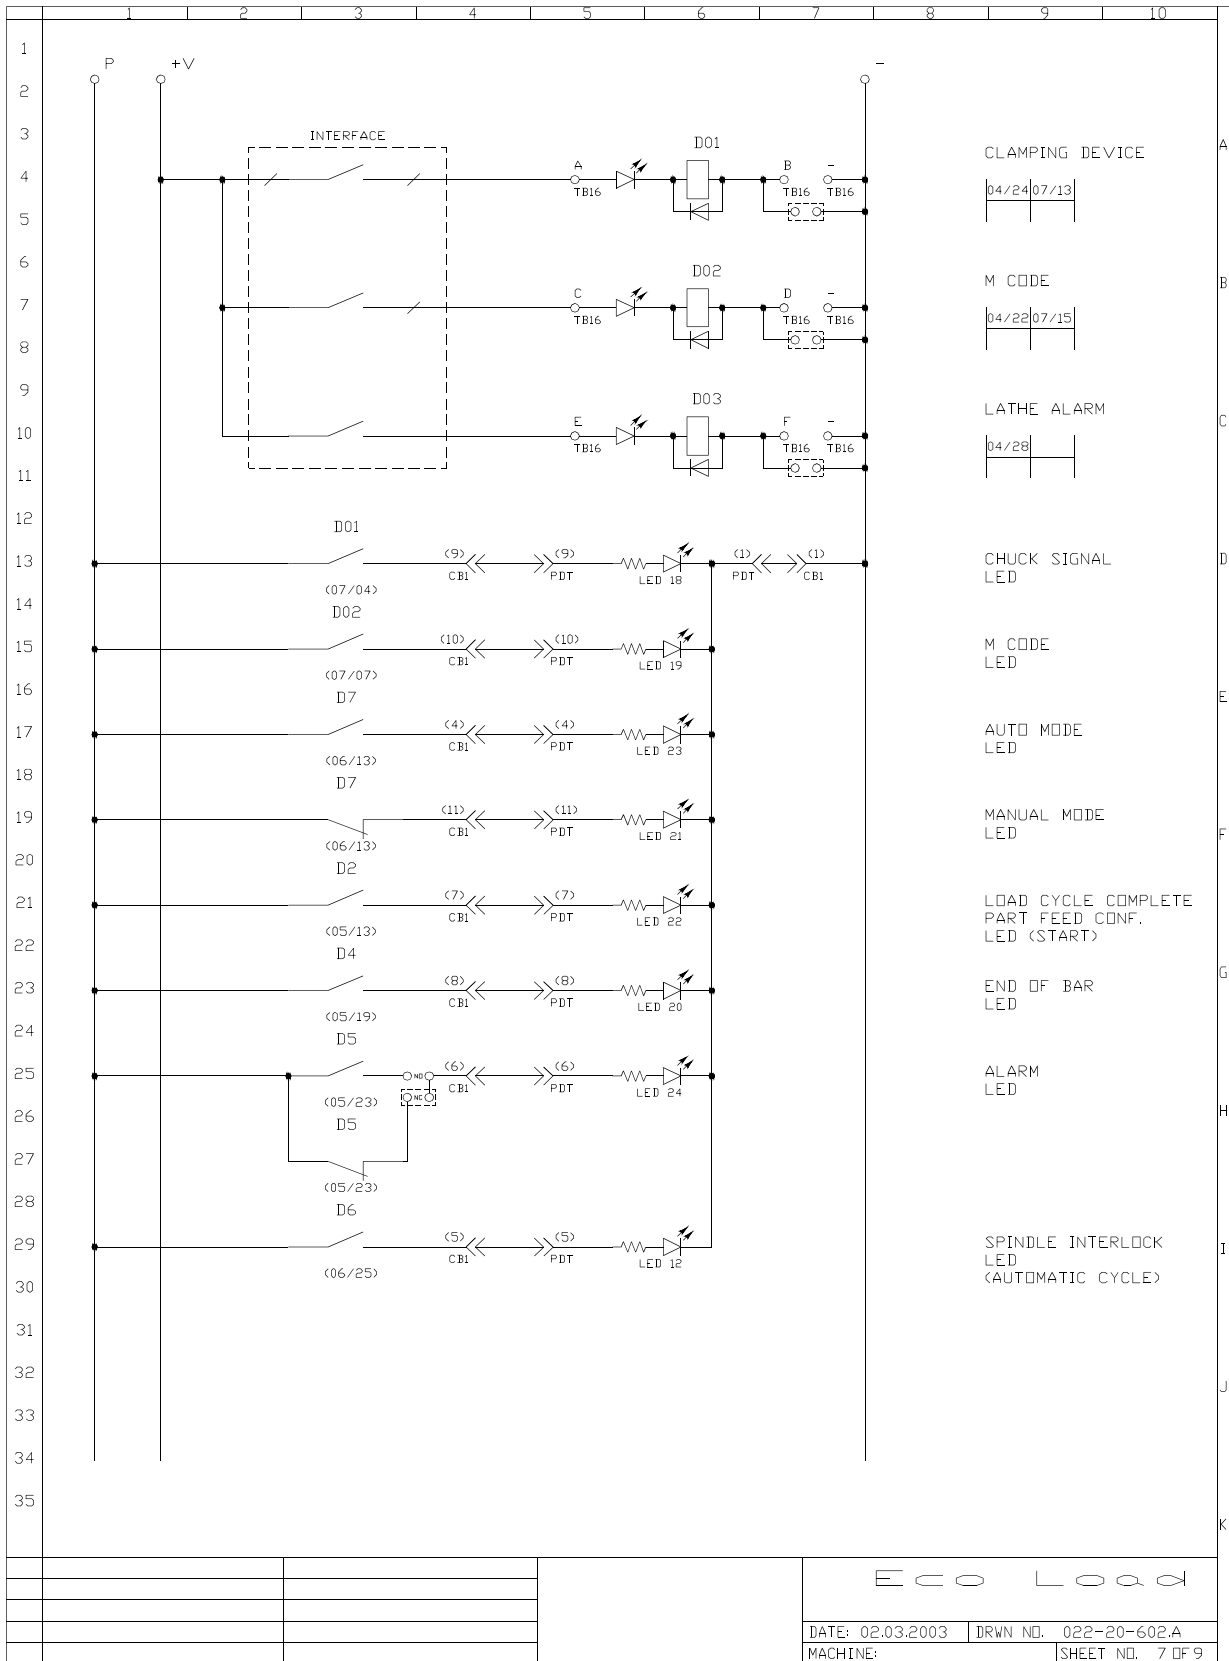 1 2 3 4 5 6 7 8 9 10
1
P +V -
2
3
INTERFACE D01 CLAMPING DEVICE A
4
A B -
TB16 TB16 TB16
04/24 07/13
5
6
D02 M CODE B
7
C D -
TB16 TB16 TB16
04/22 07/15
8
9
D03 LATHE ALARM
10
E F - C
TB16 TB16 TB16
04/28
11
12
D01
13
(9) (9) (1) (1) CHUCK SIGNAL D
CB1 PDT LED 18 PDT CB1 LED
(07/04)
14
D02
15
(10) (10) M CODE
CB1 PDT LED 19 LED
(07/07)
16
D7 E
17
(4) (4) AUTO MODE
CB1 PDT LED 23 LED
(06/13)
18
D7
19
(11) (11) MANUAL MODE
CB1 PDT LED 21 LED F
(06/13)
20
D2
21
(7) (7) LOAD CYCLE COMPLETE
CB1 PDT LED 22 PART FEED CONF.
(05/13) LED (START)
22
D4
23
(8) (8) END OF BAR G
CB1 PDT LED 20 LED
(05/19)
24
D5
25
NO (6) (6) ALARM
CB1 PDT LED 24 LED
(05/23) NC
26
D5 H
27
(05/23)
28
D6
29
(5) (5) SPINDLE INTERLOCK I
CB1 PDT LED 12 LED
(06/25) (AUTOMATIC CYCLE)
30
31
32
J
33
34
35
K
Eco Load
DATE: 02.03.2003 DRWN NO. 022-20-602.A
MACHINE: SHEET NO. 7 OF 9